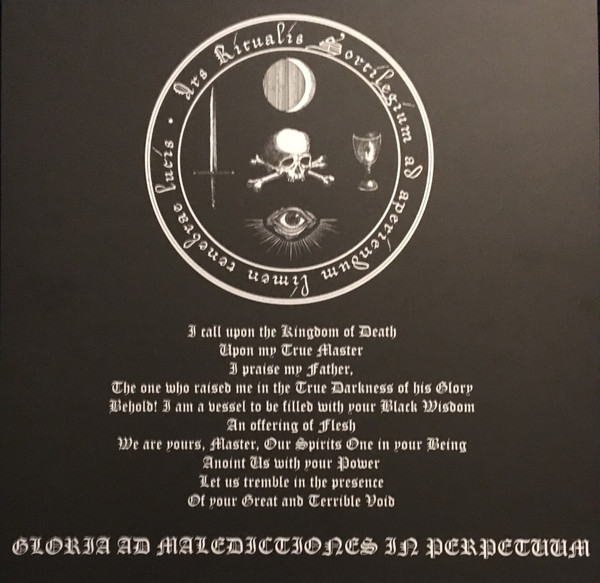 Ars Ritualis Sortilegium ad aperiendum limen tenebrae lucis •
I call upon the Kingdom of Death
Upon my True Master
I praise my Father,
The one who raised me in the True Darkness of his Glory
Behold! I am a vessel to be filled with your Black Wisdom
An offering of Flesh
We are yours, Master, Our Spirits One in your Being
Anoint Us with your Power
Let us tremble in the presence
Of your Great and Terrible Void
GLORIA AD MALEDICTIONES IN PERPETUUM